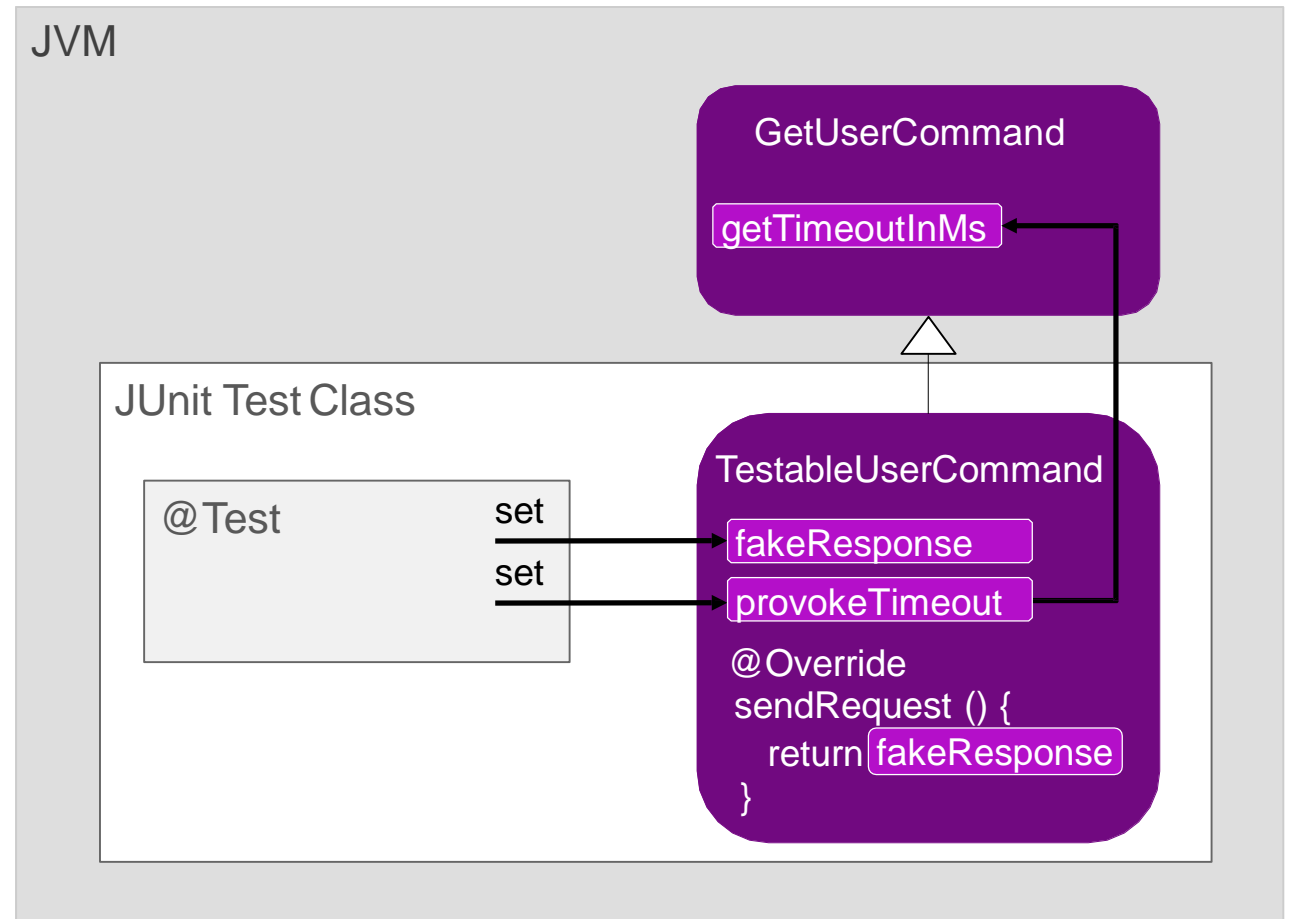 JVM
GetUserCommand
getTimeoutInMs
JUnit Test Class
@Test
set
set
TestableUserCommand
fakeResponse
provokeTimeout
@Override
sendRequest () {
return fakeResponse
}